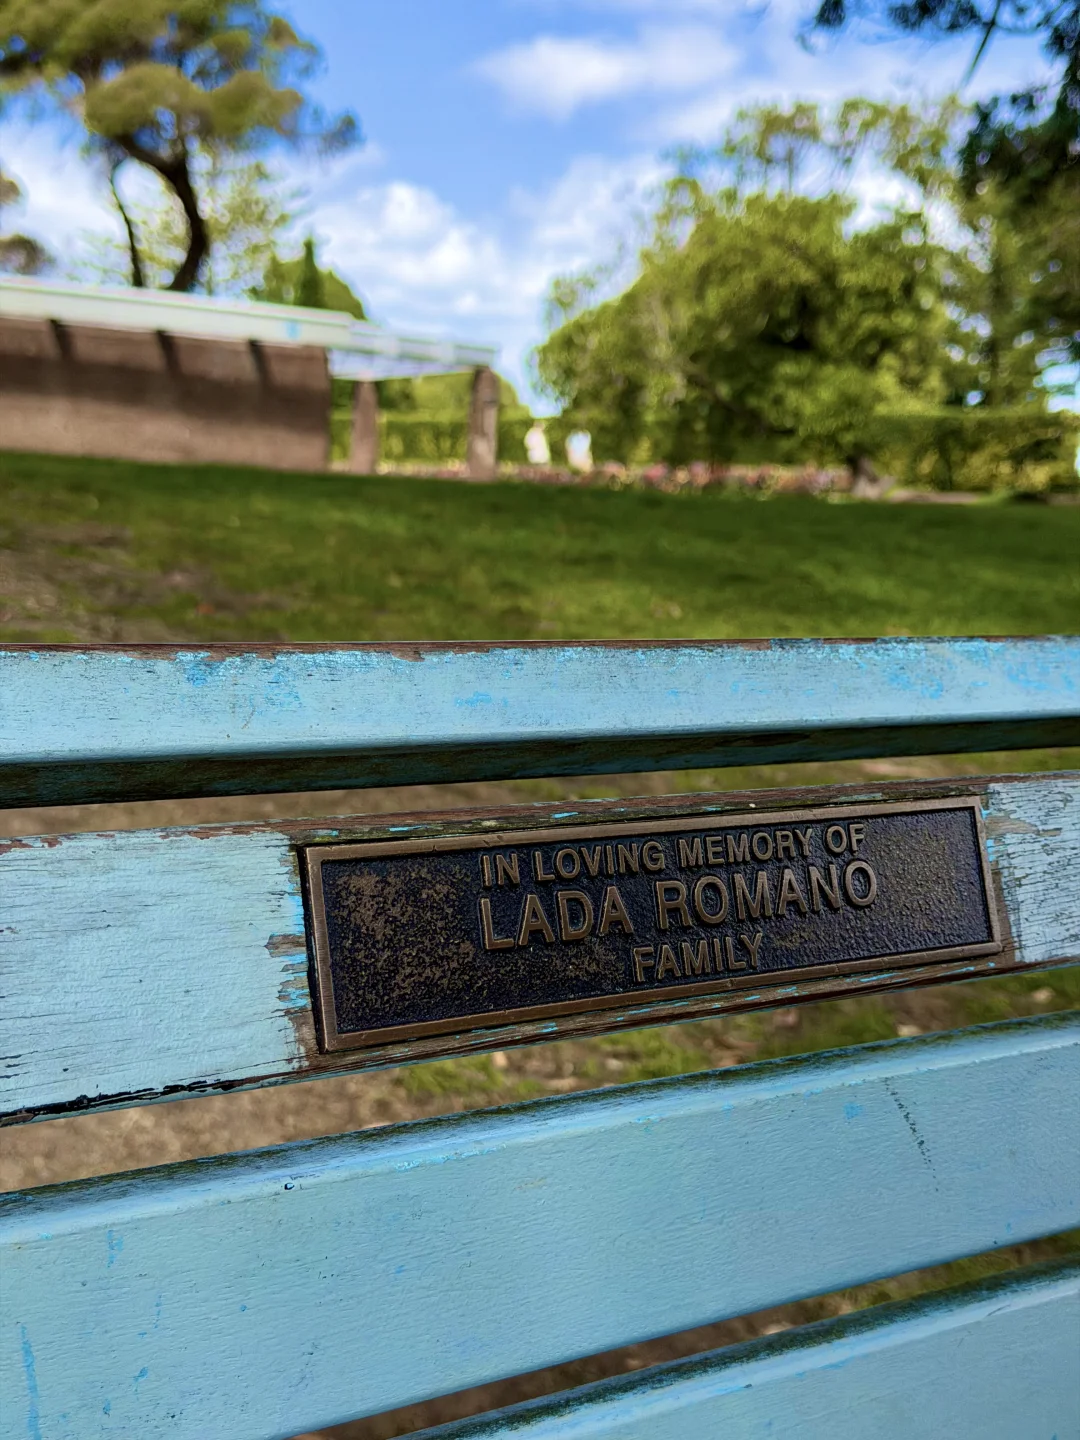 IN LOVING MEMORY OF
LADA ROMANO
FAMILY